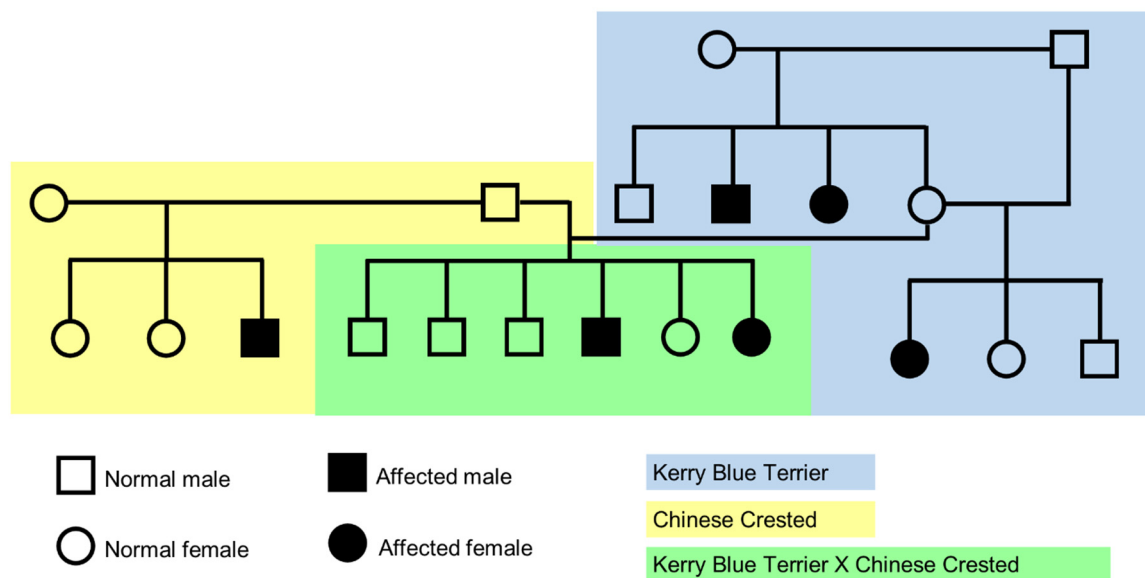 Normal male
Affected male
Kerry Blue Terrier
Chinese Crested
Normal female
Affected female
Kerry Blue Terrier X Chinese Crested